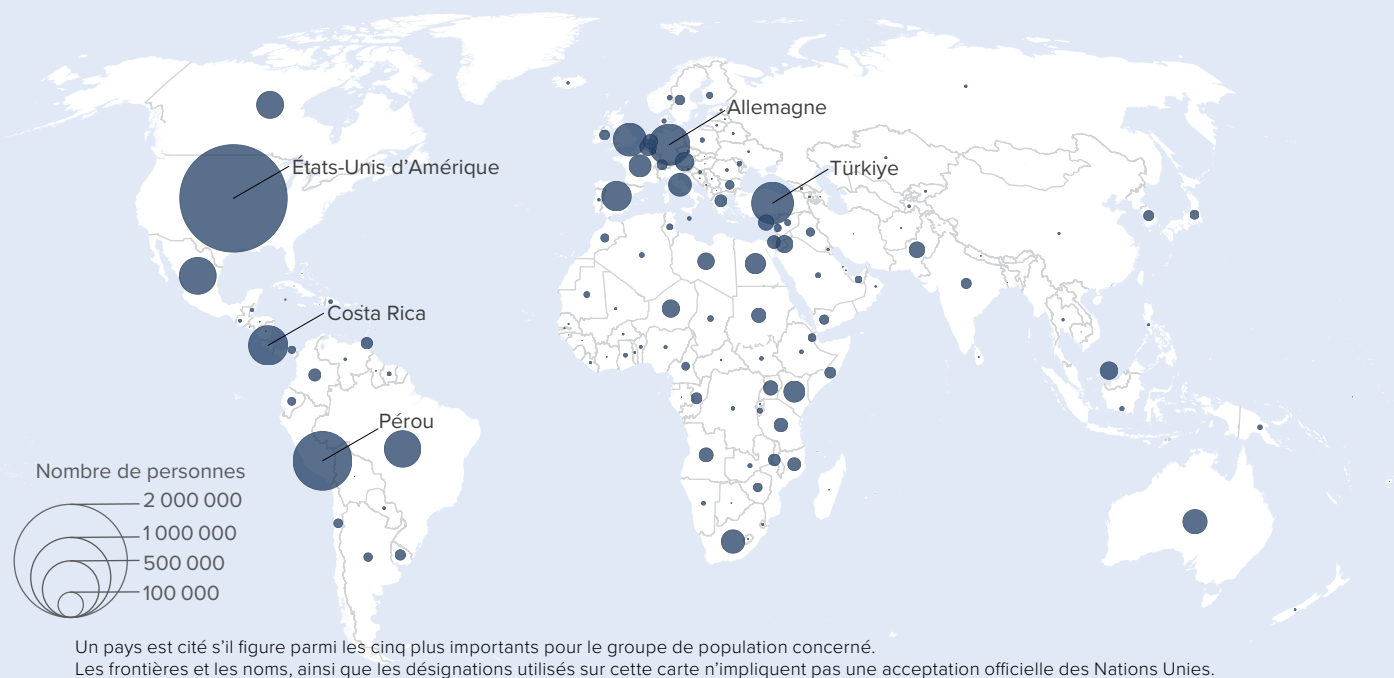 Allemagne
États-Unis d’Amérique
Türkiye
Costa Rica
Pérou
Nombre de personnes
2 000 000
1 000 000
500 000
100 000
Un pays est cité s’il figure parmi les cinq plus importants pour le groupe de population concerné.
Les frontières et les noms, ainsi que les désignations utilisés sur cette carte n’impliquent pas une acceptation officielle des Nations Unies.